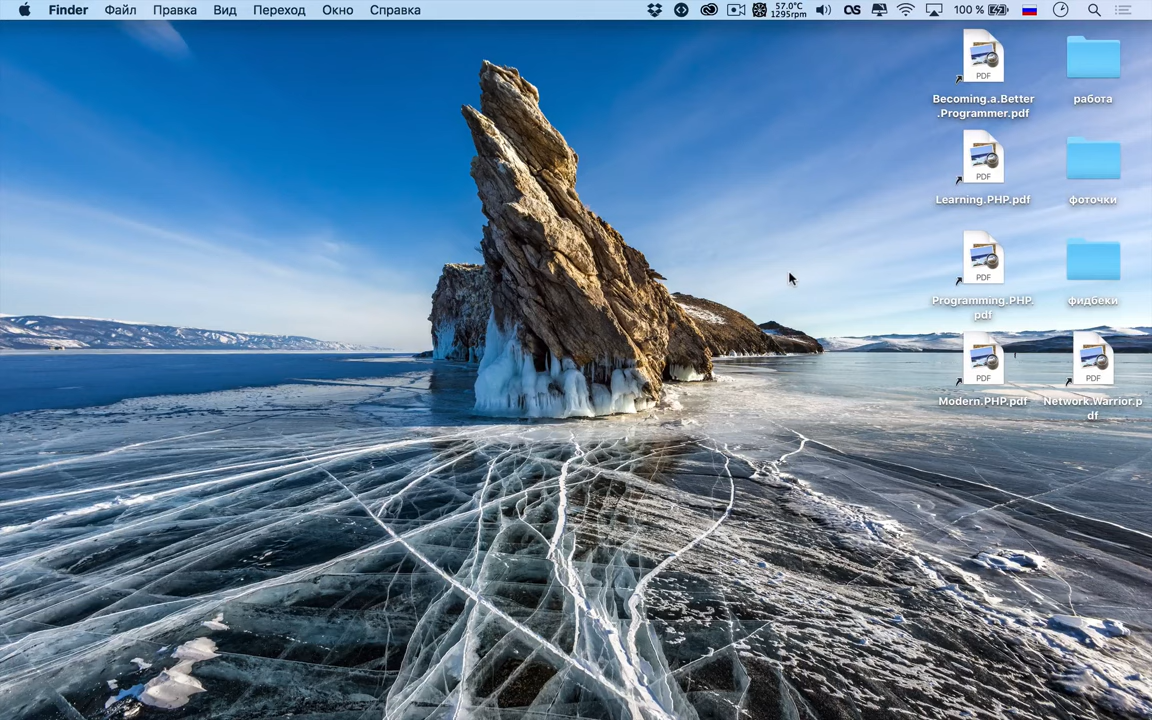 Finder Файл Правка Вид Переход Окно Справка 57.0°C 100 %
1295rpm
PDF
Becoming.a.Better
.Programmer.pdf
работа
PDF
Learning.PHP.pdf
фоточки
PDF
Programming.PHP.
pdf
фидбеки
PDF
Modern.PHP.pdf
PDF
Network.Warrior.p
df